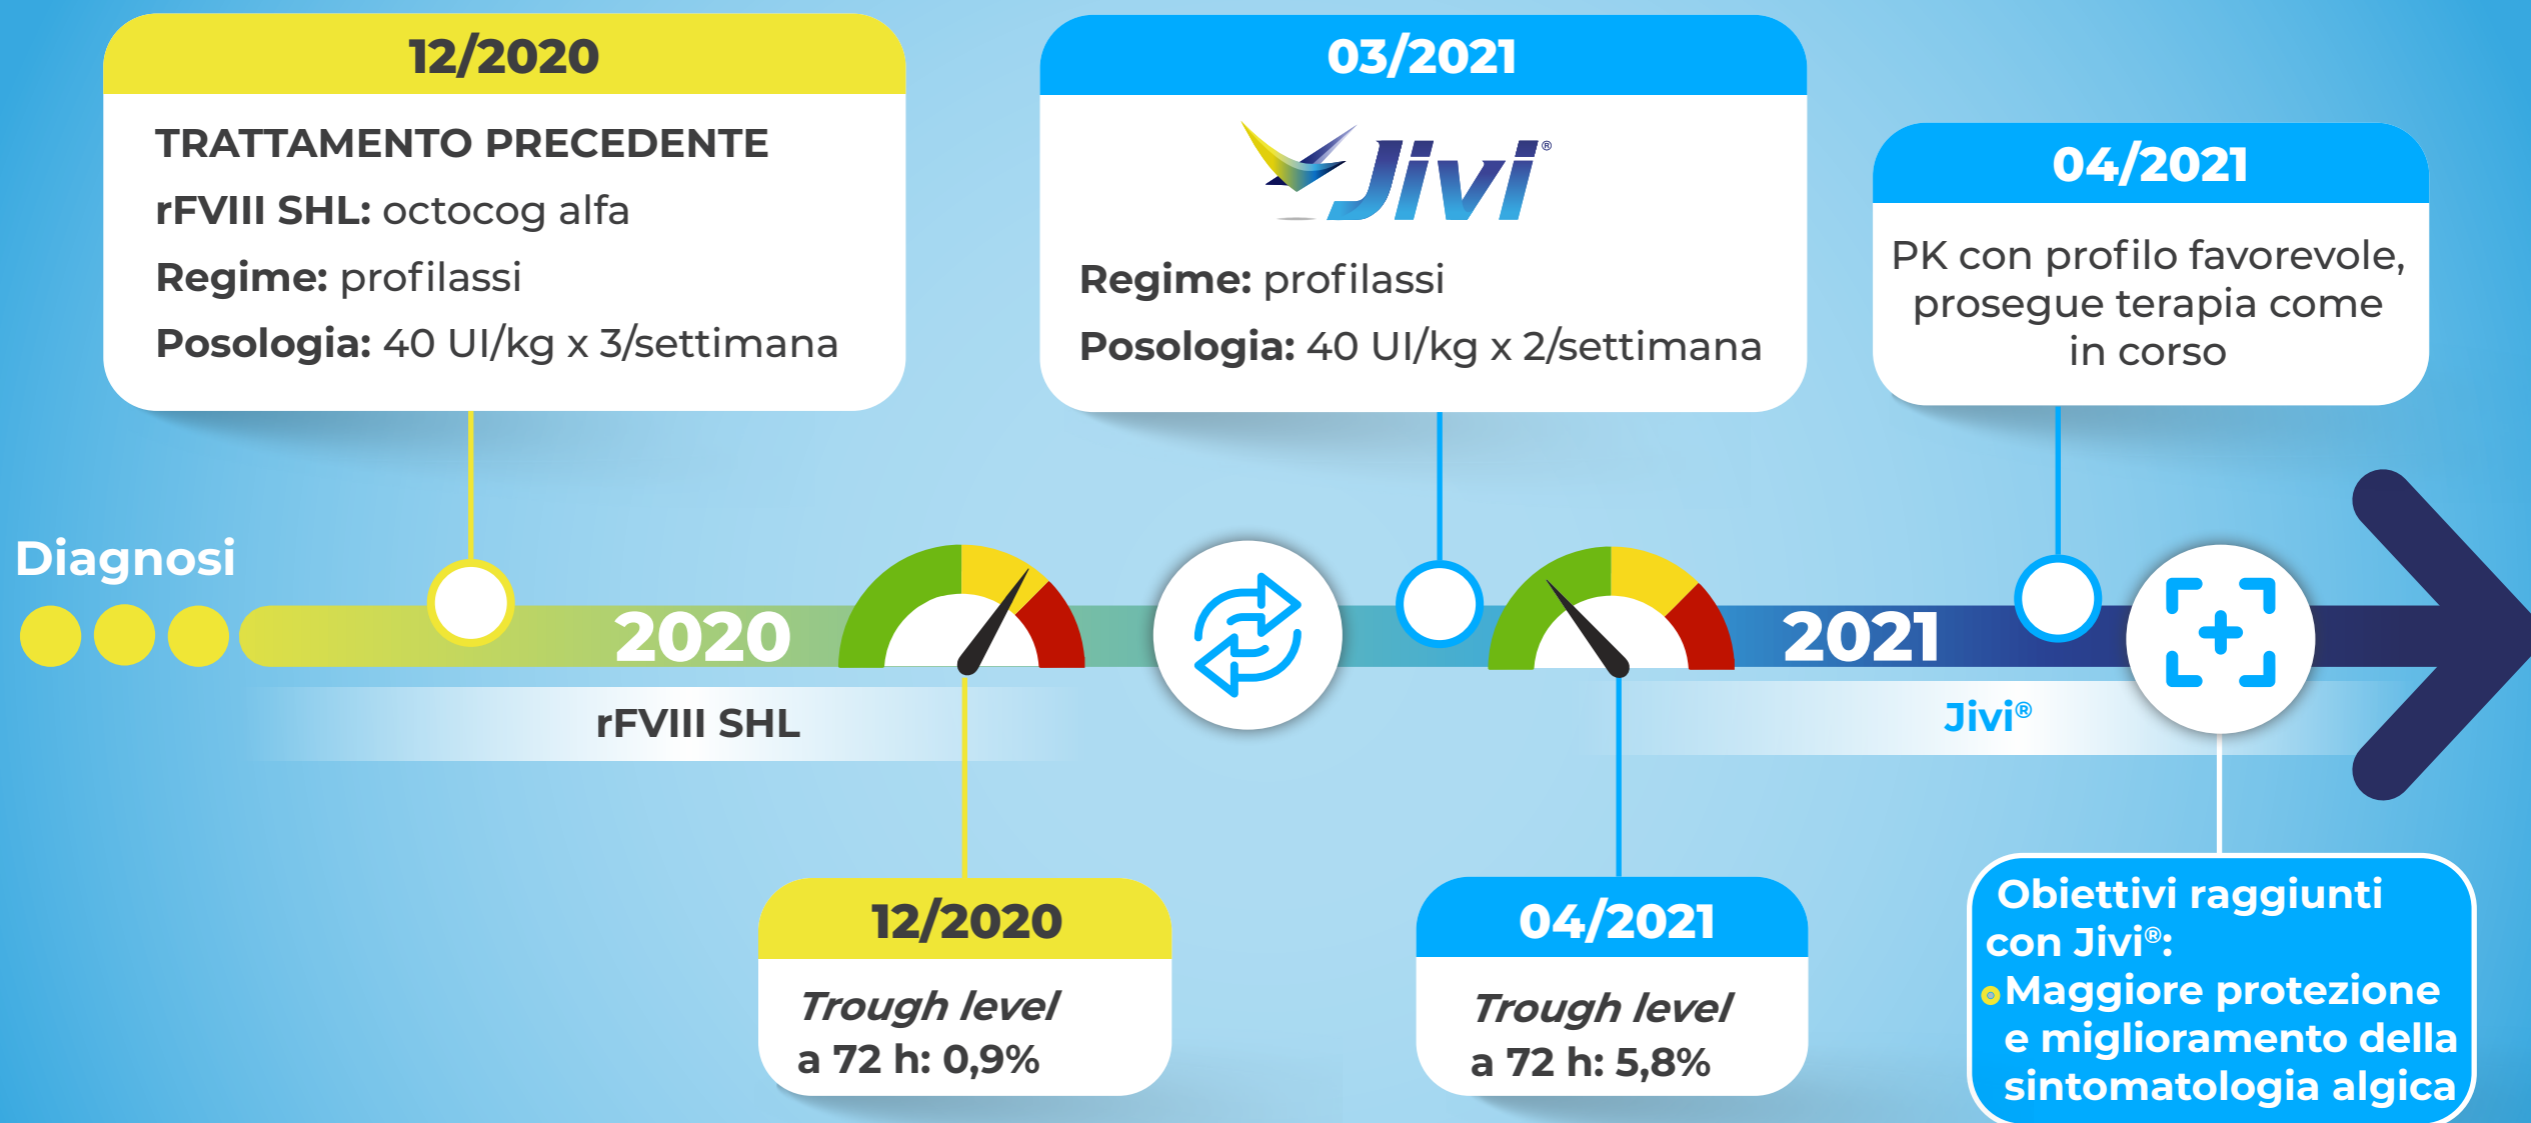 12/2020
TRATTAMENTO PRECEDENTE
rFVIII SHL: octocog alfa
Regime: profilassi
Posologia: 40 UI/kg x 3/settimana
03/2021
Jivi®
Regime: profilassi
Posologia: 40 UI/kg x 2/settimana
04/2021
PK con profilo favorevole,
prosegue terapia come
in corso
Diagnosi
2020
2021
rFVIII SHL
Jivi®
12/2020
Trough level
a 72 h: 0,9%
04/2021
Trough level
a 72 h: 5,8%
Obiettivi raggiunti
con Jivi®:
Maggiore protezione
e miglioramento della
sintomatologia algica